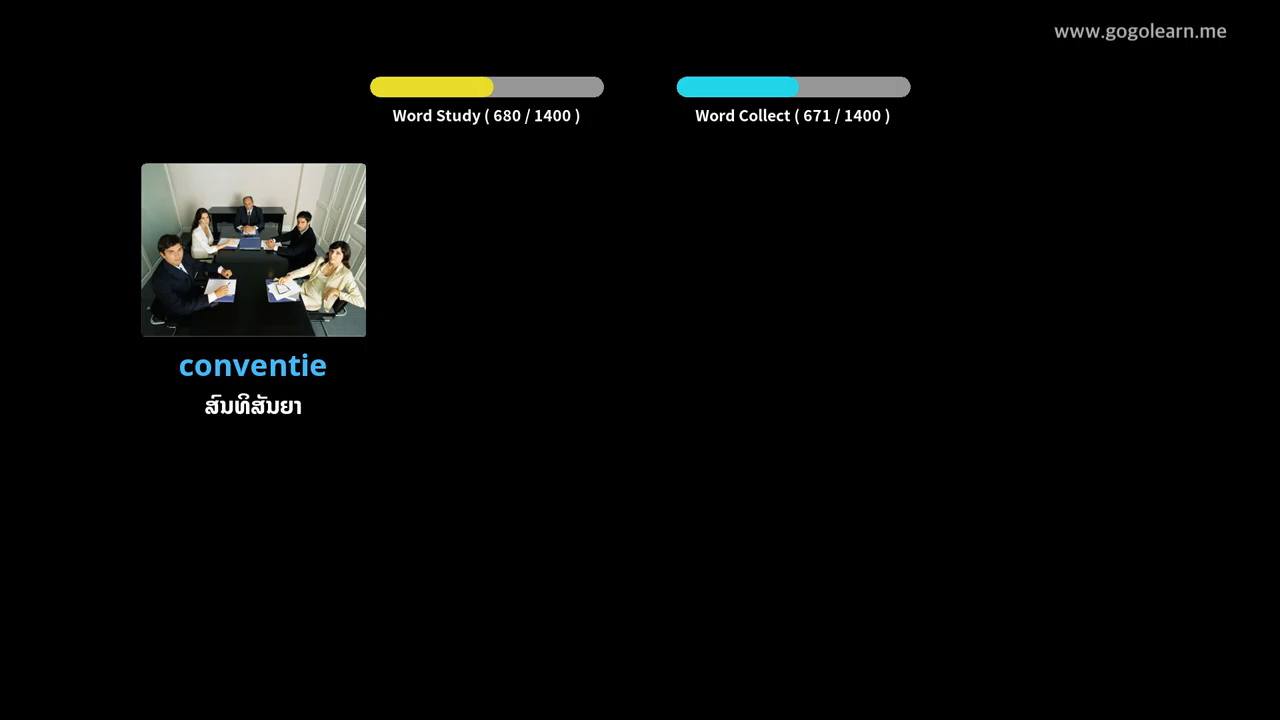 www.gogolearn.me
Word Study ( 680 / 1400 )
Word Collect ( 671 / 1400 )
conventie
ສົນທິສັນຍາ